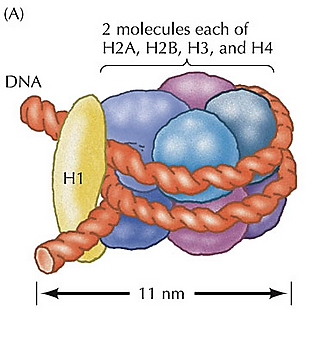 (A)
2 molecules each of
H2A, H2B, H3, and H4
DNA
H1
11 nm